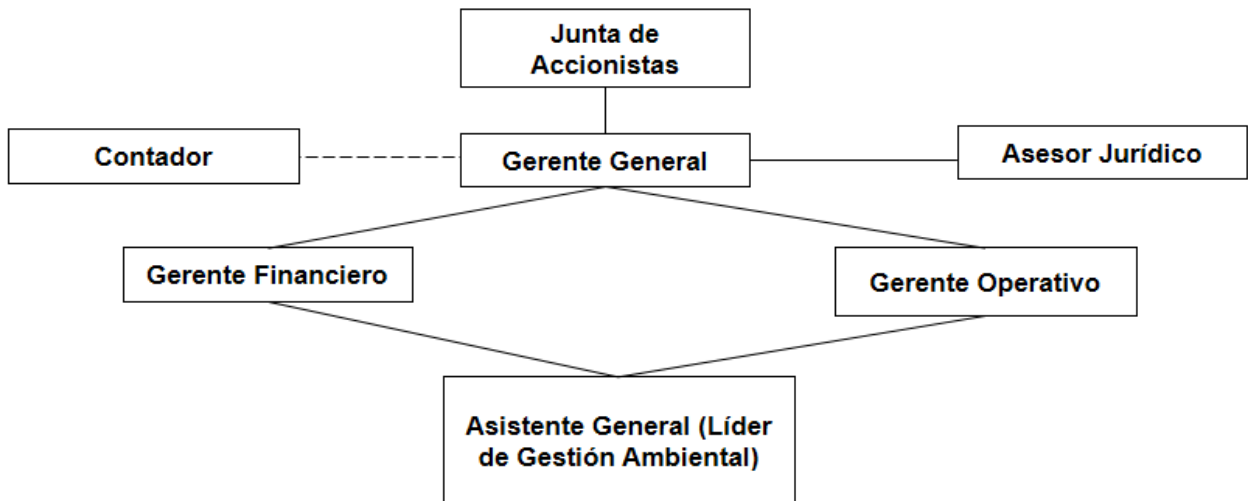 Junta de
Accionistas
Contador
Gerente General
Asesor Jurídico
Gerente Financiero
Gerente Operativo
Asistente General (Líder
de Gestión Ambiental)